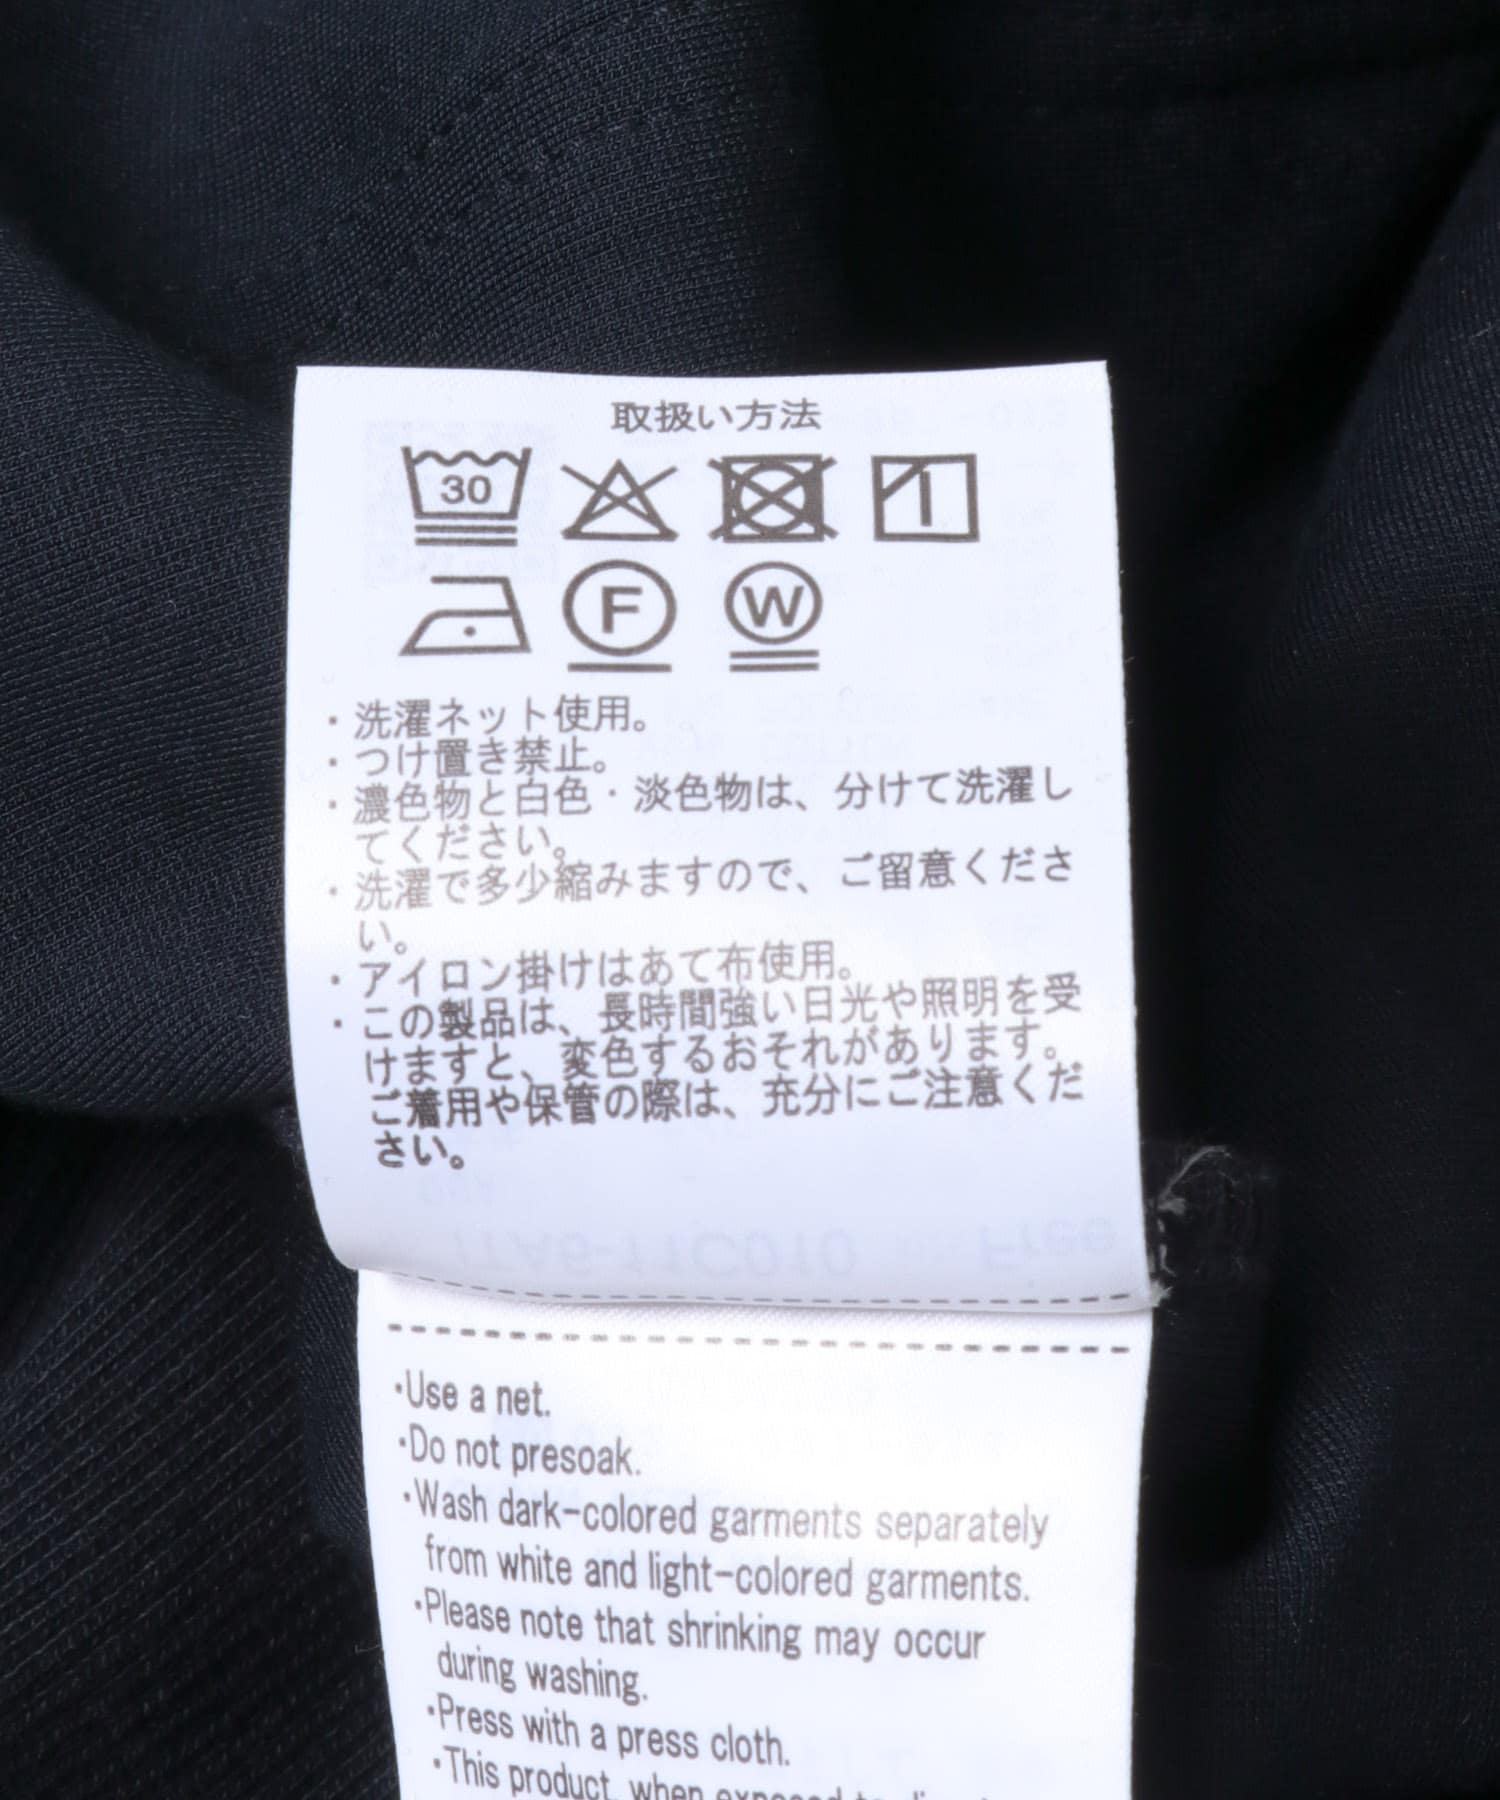 取扱い方法
30
F
W
・洗濯ネット使用。
・つけ置き禁止。
・濃色物と白色・淡色物は、分けて洗濯し
てください。
・洗濯で多少縮みますので、ご留意くださ
い。
・アイロン掛けはあて布使用。
・この製品は、長時間強い日光や照明を受
けますと、変色するおそれがあります。
ご着用や保管の際は、充分にご注意くだ
さい。
・Use a net.
・Do not presoak.
・Wash dark-colored garments separately
from white and light-colored garments.
・Please note that shrinking may occur
during washing.
・Press with a press cloth.
・This product, when exposed to